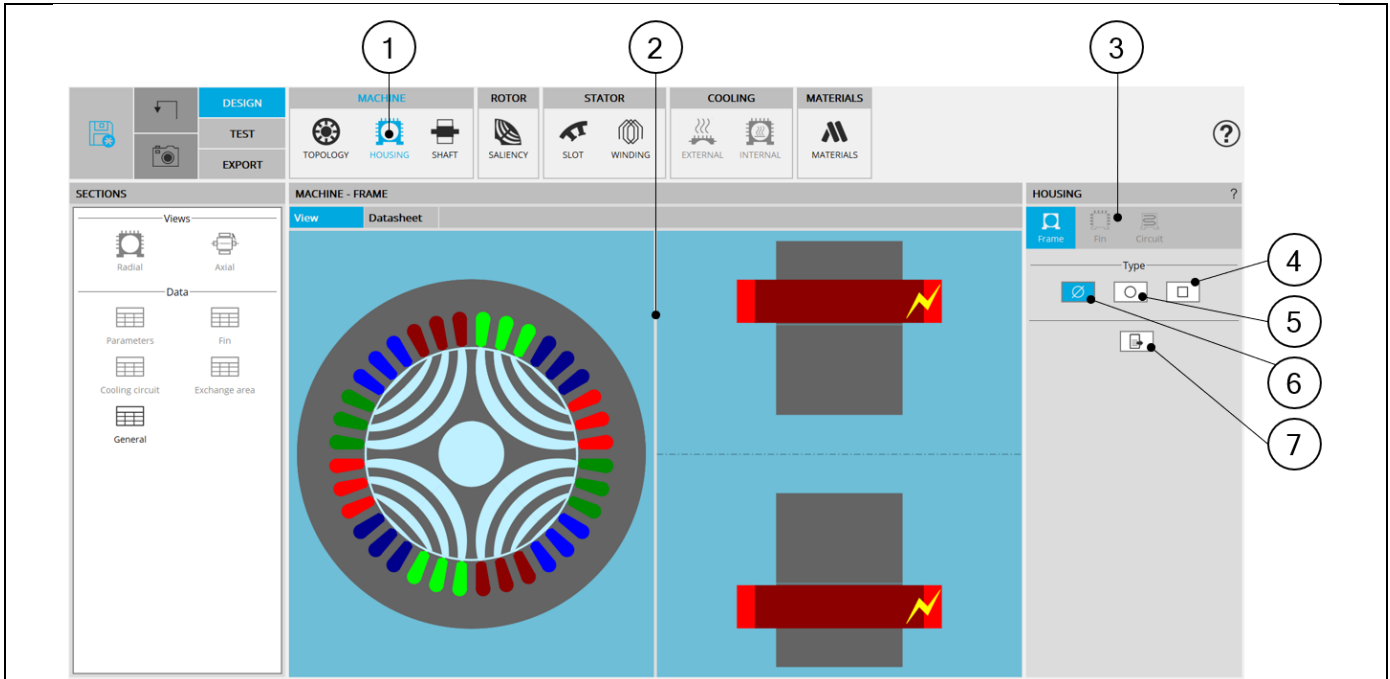 1
2
3
DESIGN
TEST
EXPORT
MACHINE
TOPOLOGY
HOUSING
SHAFT
ROTOR
SALIENCY
STATOR
SLOT
WINDING
COOLING
EXTERNAL
INTERNAL
MATERIALS
MATERIALS
?
SECTIONS
Views
Radial
Axial
Data
Parameters
Fin
Cooling circuit
Exchange area
General
MACHINE - FRAME
View
Datasheet
HOUSING
?
Frame
Fin
Circuit
Type
4
5
6
7